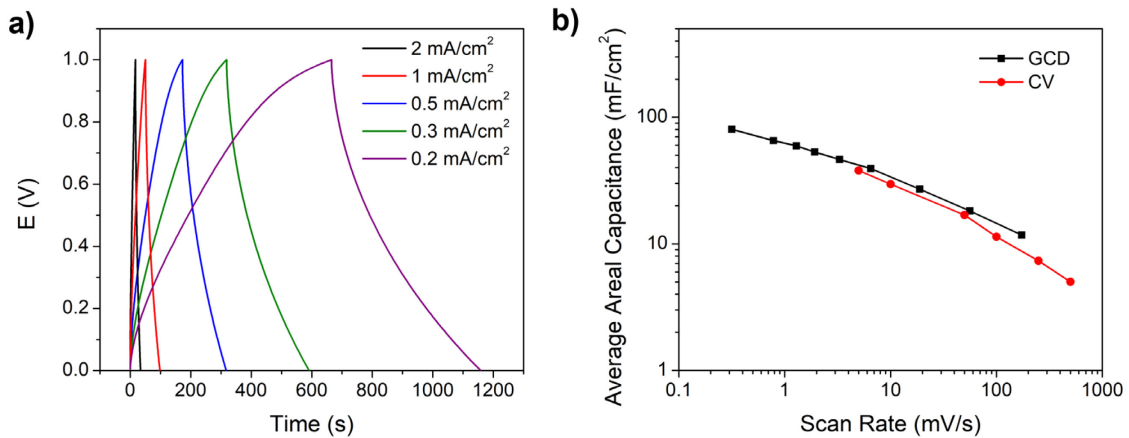 a)
E (V)
1.0
0.8
0.6
0.4
0.2
0.0
2 mA/cm²
1 mA/cm²
0.5 mA/cm²
0.3 mA/cm²
0.2 mA/cm²
0 200 400 600 800 1000 1200
Time (s)
b)
Average Areal Capacitance (mF/cm²)
100
10
1
GCD
CV
0.1 1 10 100 1000
Scan Rate (mV/s)